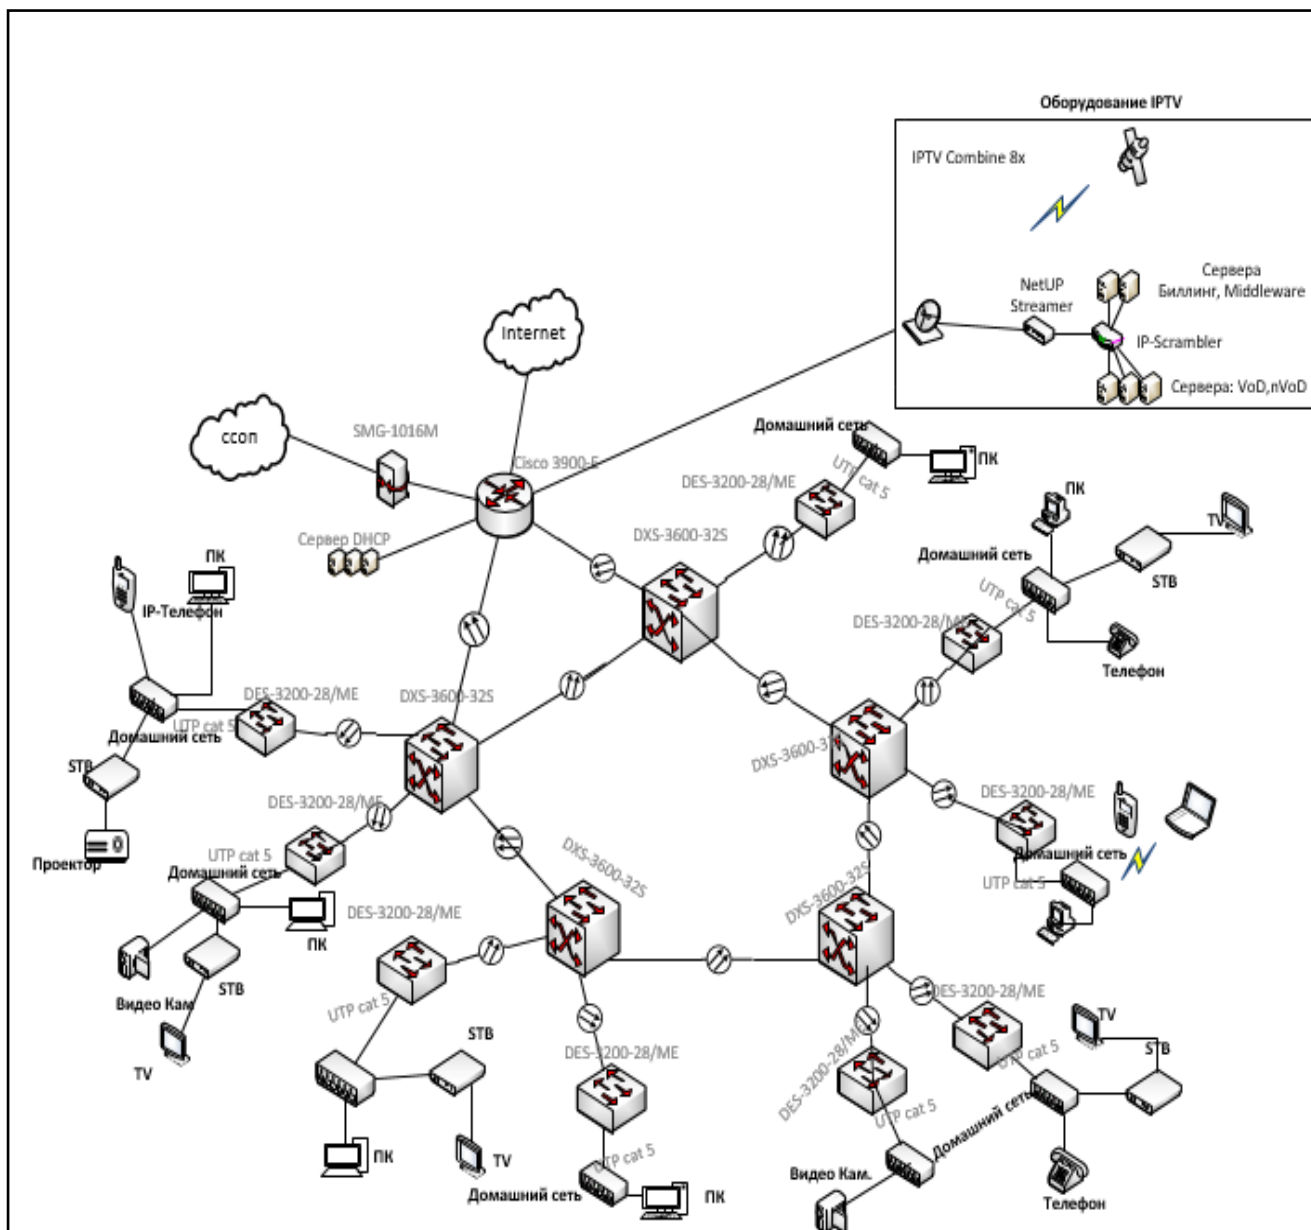 Оборудование IPTV
IPTV Combine 8x
NetUP
Streamer
Сервера
Биллинг, Middleware
IP-Scrambler
Сервера: VoD,nVoD
Internet
ссоп
SMG-1016M
Cisco 3900-E
Сервер DHCP
Домашний сеть
ПК
UTP cat 5
DES-3200-28/ME
DXS-3600-32S
ПК
TV
Домашний сеть
STB
UTP cat 5
DES-3200-28/ME
Телефон
ПК
IP-Телефон
DES-3200-28/ME
DXS-3600-32S
UTP cat 5
Домашний сеть
STB
Проектор
DXS-3600-32S
DES-3200-28/ME
Домашний сеть
UTP cat 5
DES-3200-28/ME
UTP cat 5
Домашний сеть
ПК
Видео Кам
STB
TV
DXS-3600-32S
DXS-3600-32S
DES-3200-28/ME
UTP cat 5
STB
ПК
TV
DES-3200-28/ME
UTP cat 5
Домашний сеть
ПК
DES-3200-28/ME
TV
STB
UTP cat 5
DES-3200-28/ME
UTP cat 5
Домашний сеть
Видео Кам.
Телефон